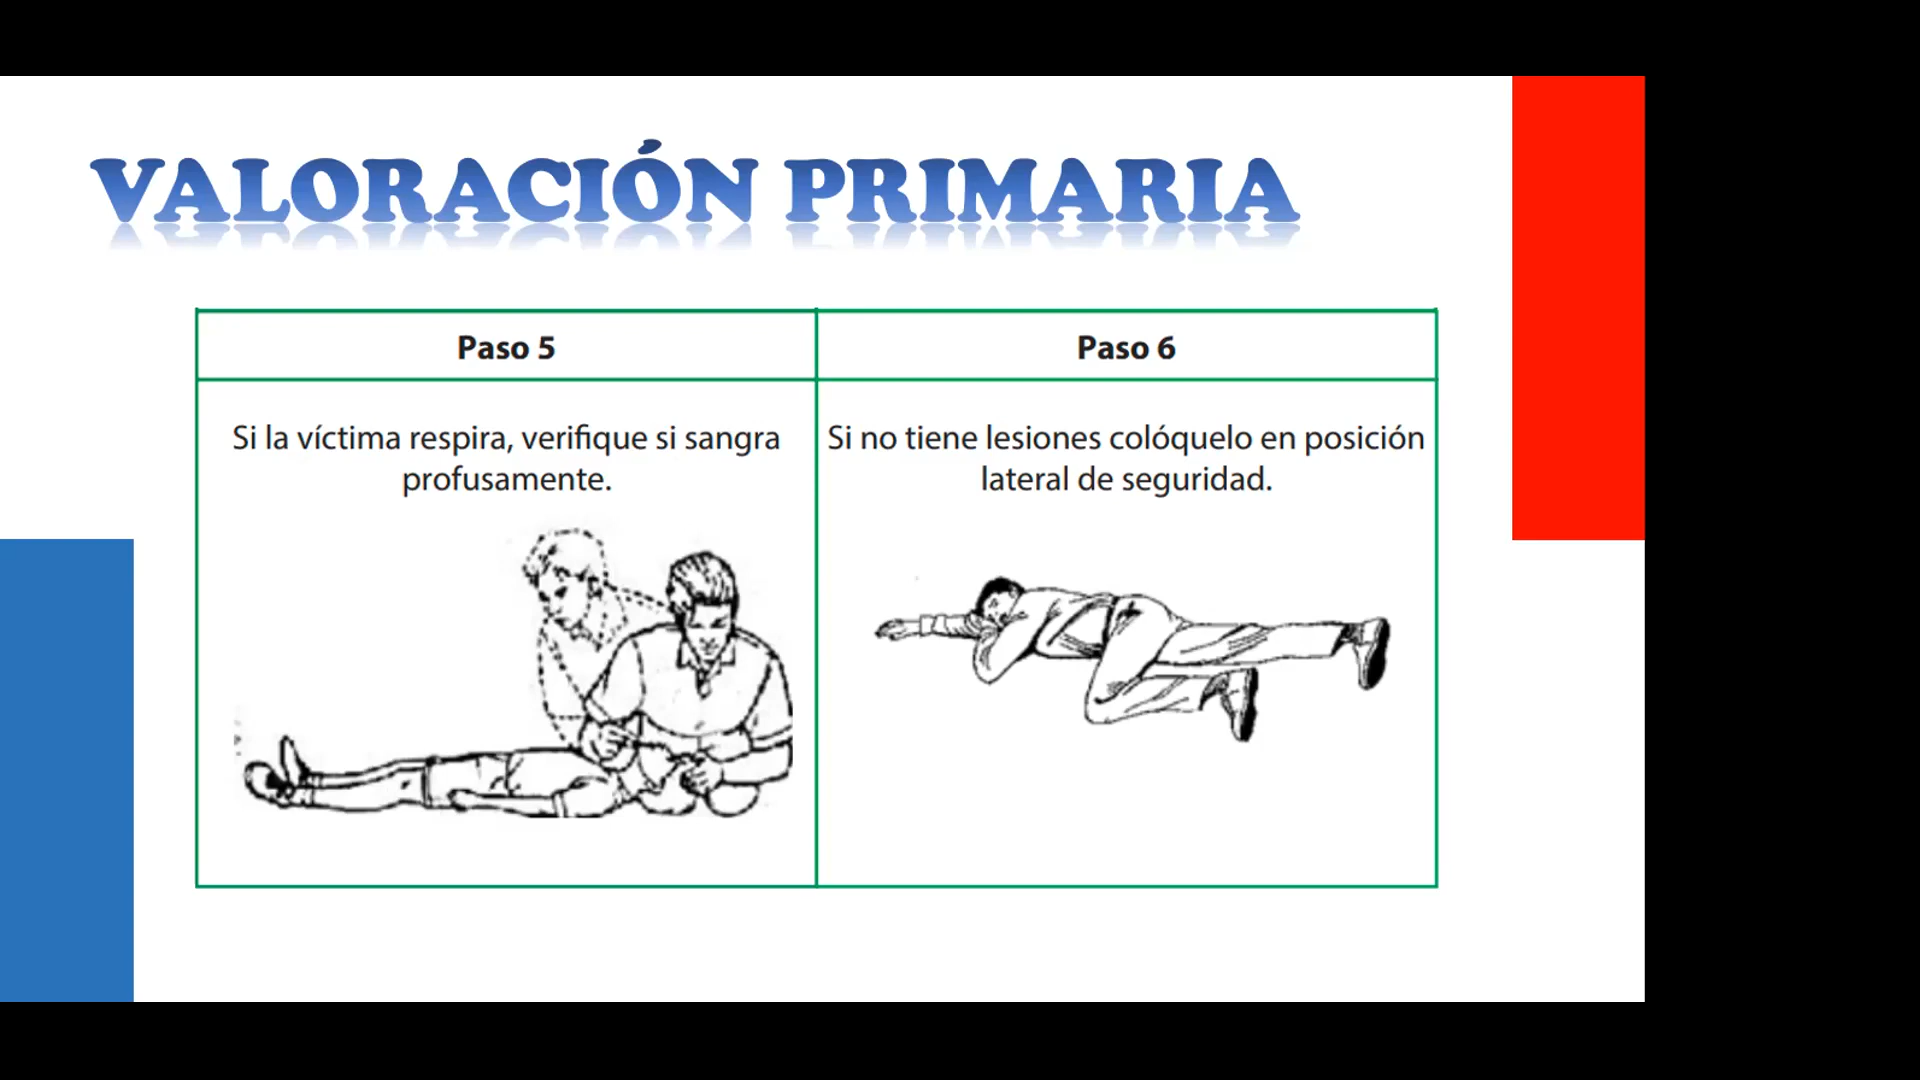 VALORACIÓN PRIMARIA
Paso 5
Si la víctima respira, verifique si sangra
profusamente.
Paso 6
Si no tiene lesiones colóquelo en posición
lateral de seguridad.